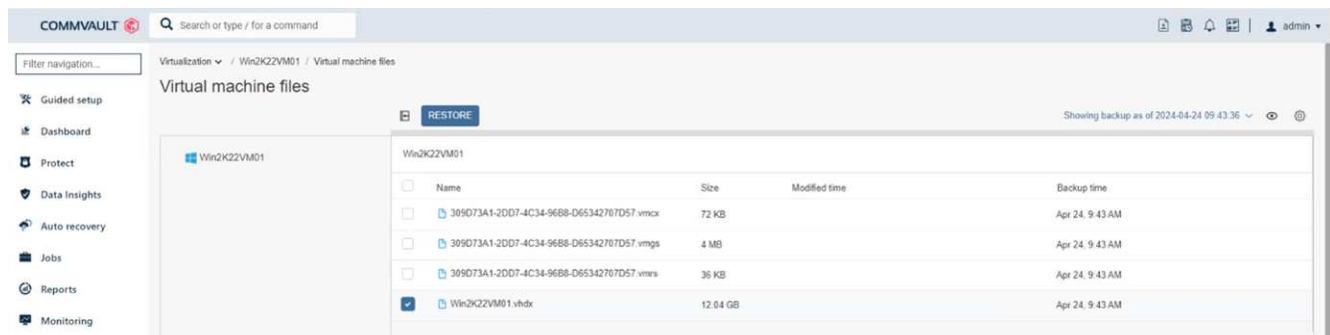 COMMVAULT Search or type / for a command admin
Filter navigation...
Guided setup
Dashboard
Protect
Data Insights
Auto recovery
Jobs
Reports
Monitoring
Virtualization / Win2K22VM01 / Virtual machine files
Virtual machine files
RESTORE Showing backup as of 2024-04-24 09:43:36
Win2K22VM01
Win2K22VM01
Name Size Modified time Backup time
309D73A1-2DD7-4C34-96B8-D65342707D57.vmcx 72 KB Apr 24, 9:43 AM
309D73A1-2DD7-4C34-96B8-D65342707D57.vmgs 4 MB Apr 24, 9:43 AM
309D73A1-2DD7-4C34-96B8-D65342707D57.vmrs 36 KB Apr 24, 9:43 AM
Win2K22VM01.vhdx 12.04 GB Apr 24, 9:43 AM